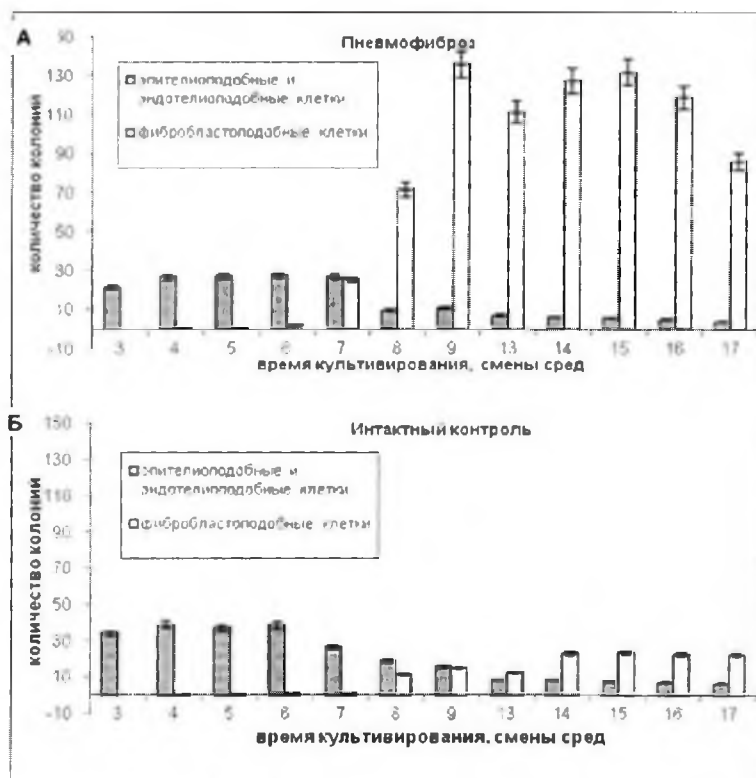 А
Пневмофиброз
90
130
110
90
70
50
30
10
-10
количество колоний
эпителиоподобные и
эндотелиоподобные клетки
фибробластоподобные клетки
3 4 5 6 7 8 9 13 14 15 16 17
время культивирования, смены сред
Б
Интактный контроль
150
130
110
90
70
50
30
10
-10
количество колоний
эпителиоподобные и
эндотелиоподобные клетки
фибробластоподобные клетки
3 4 5 6 7 8 9 13 14 15 16 17
время культивирования, смены сред